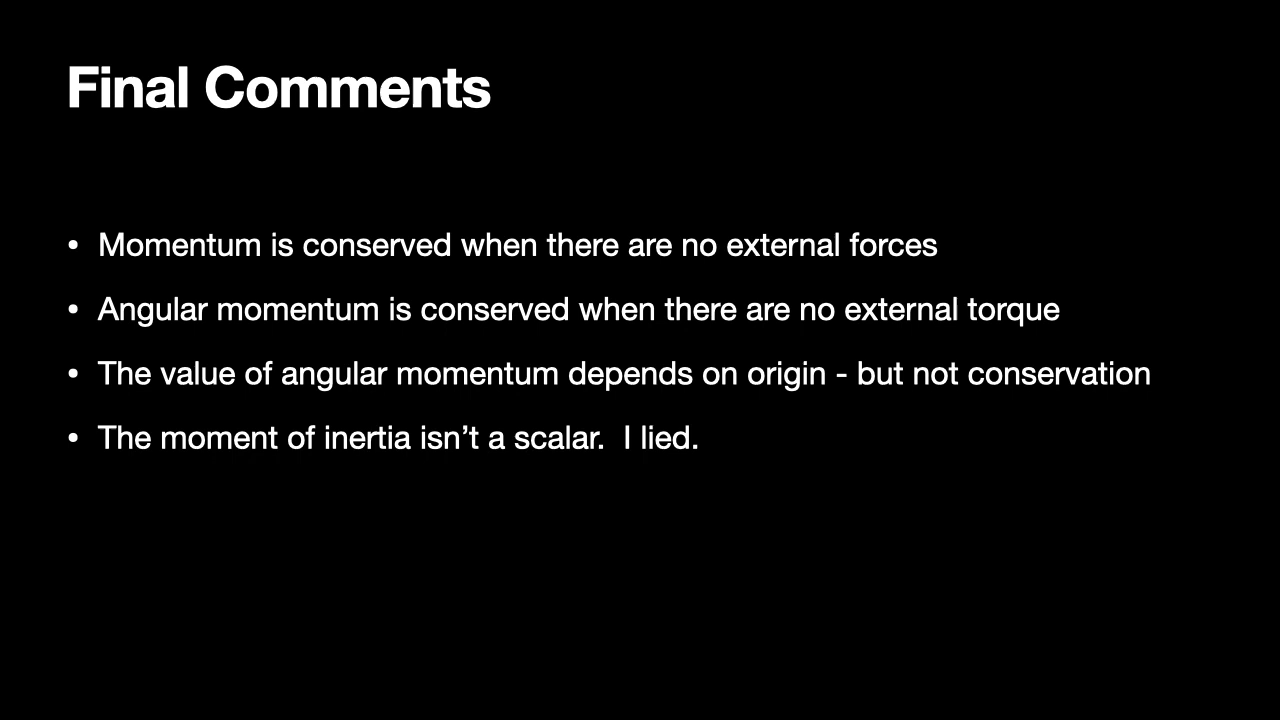 Final Comments
• Momentum is conserved when there are no external forces
• Angular momentum is conserved when there are no external torque
• The value of angular momentum depends on origin - but not conservation
• The moment of inertia isn’t a scalar.  I lied.